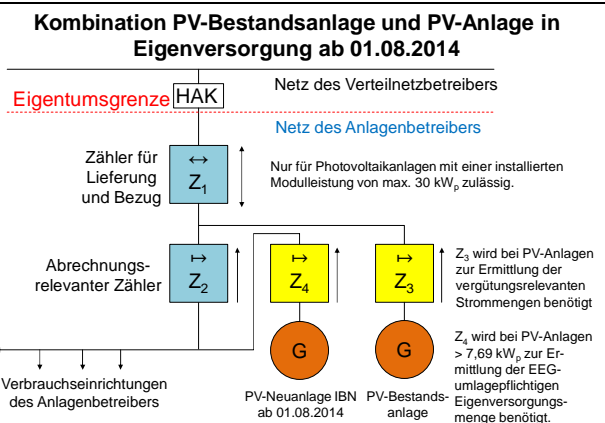 Kombination PV-Bestandsanlage und PV-Anlage in
Eigenversorgung ab 01.08.2014
Netz des Verteilnetzbetreibers
Eigentumsgrenze
HAK
Netz des Anlagenbetreibers
Zähler für
Lieferung
und Bezug
↔
Z1
Nur für Photovoltaikanlagen mit einer installierten
Modulleistung von max. 30 kWp zulässig.
Abrechnungs-
relevanter Zähler
↦
Z2
↦
Z4
↦
Z3
Z3 wird bei PV-Anlagen
zur Ermittlung der
vergütungsrelevanten
Strommengen benötigt
G
G
Z4 wird bei PV-Anlagen
> 7,69 kWp zur Er-
mittlung der EEG-
umlagepflichtigen
Eigenversorgungs-
menge benötigt.
Verbrauchseinrichtungen
des Anlagenbetreibers
PV-Neuanlage IBN
ab 01.08.2014
PV-Bestands-
anlage